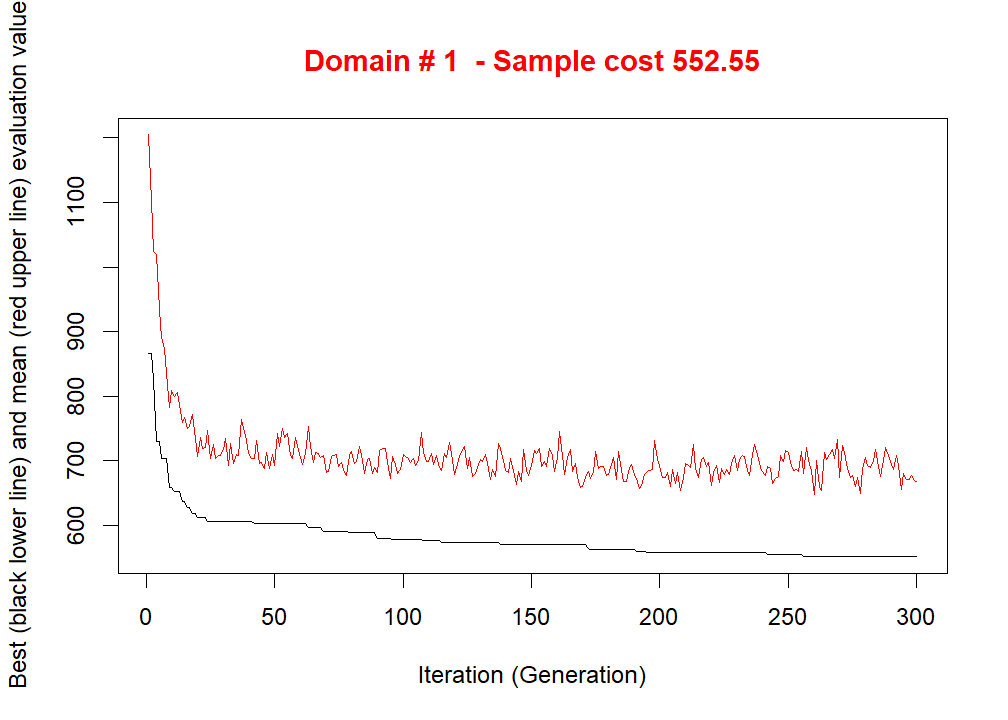 Domain # 1  - Sample cost 552.55
Best (black lower line) and mean (red upper line) evaluation value
1100
900
800
700
600
0 50 100 150 200 250 300
Iteration (Generation)